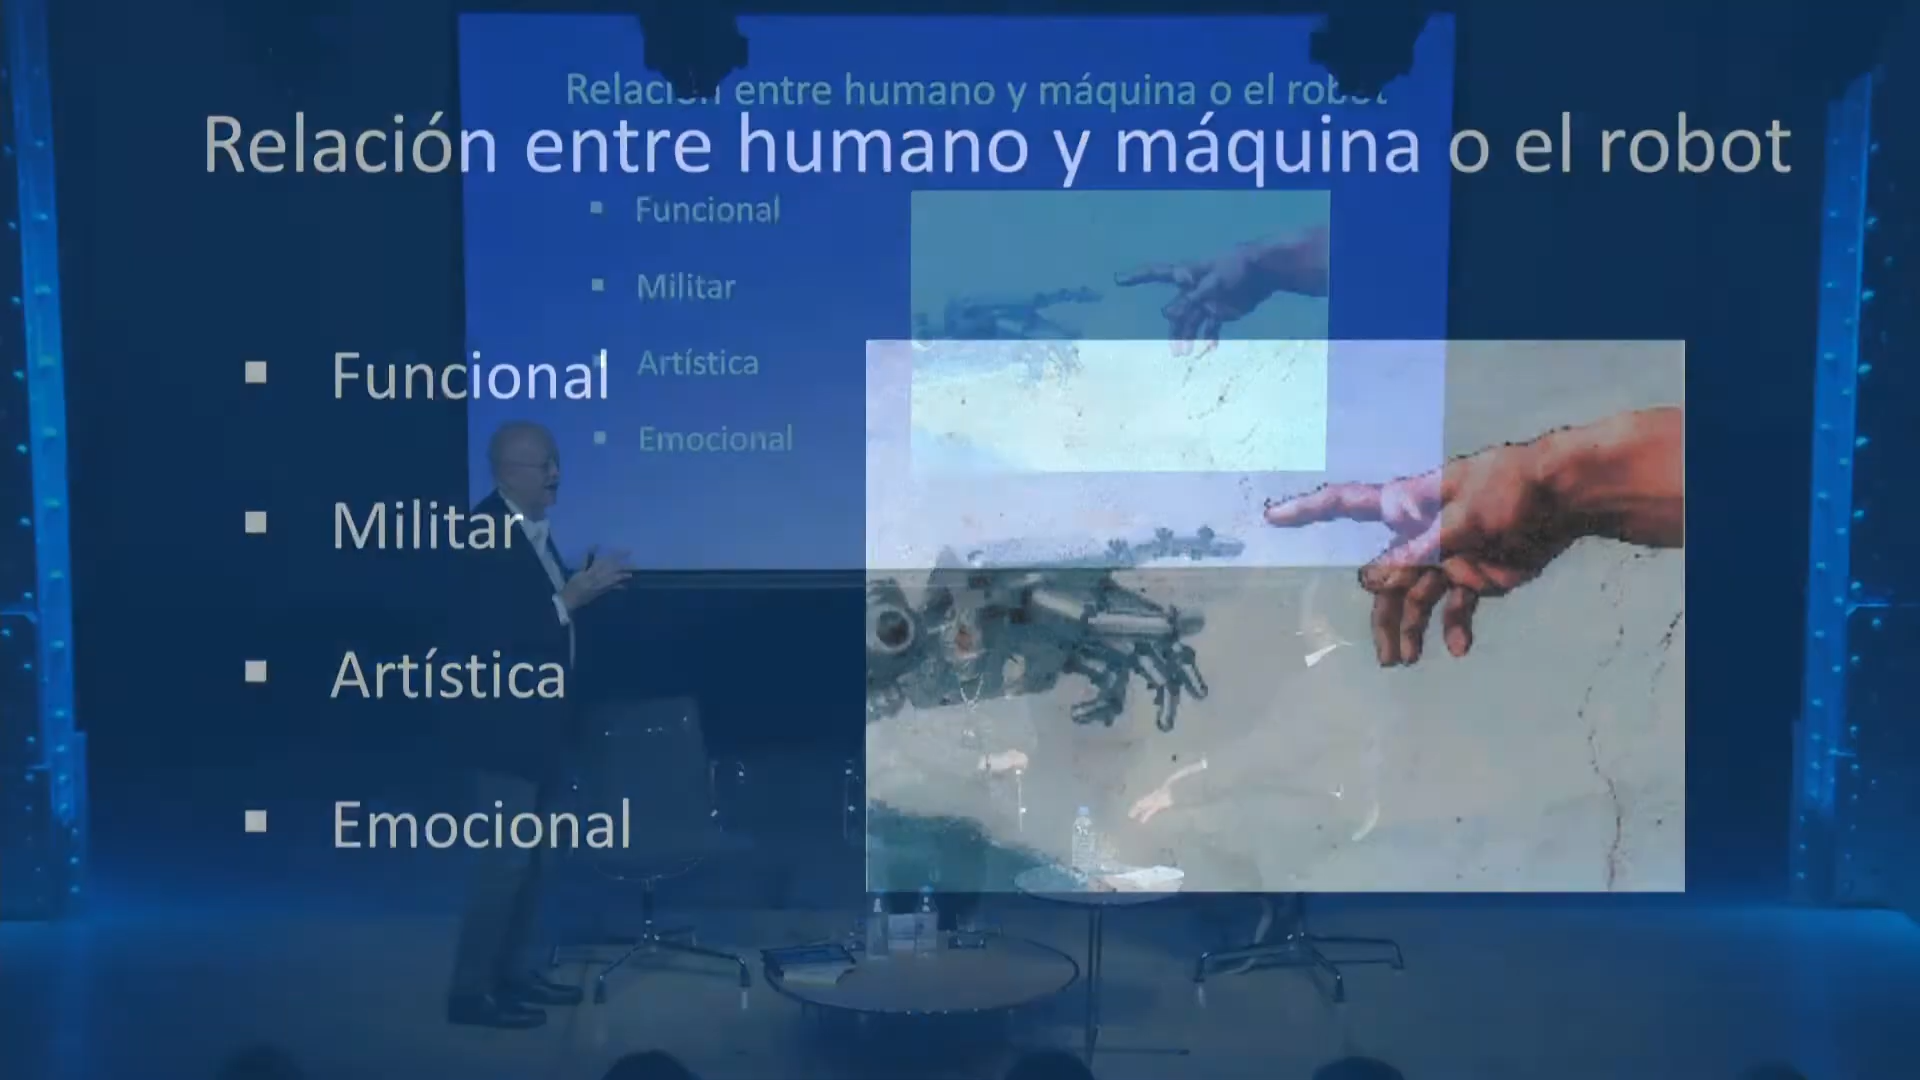 Relación entre humano y máquina o el robot
Relación entre humano y máquina o el robot
Funcional
Militar
Artística
Emocional
Funcional
Militar
Artística
Emocional